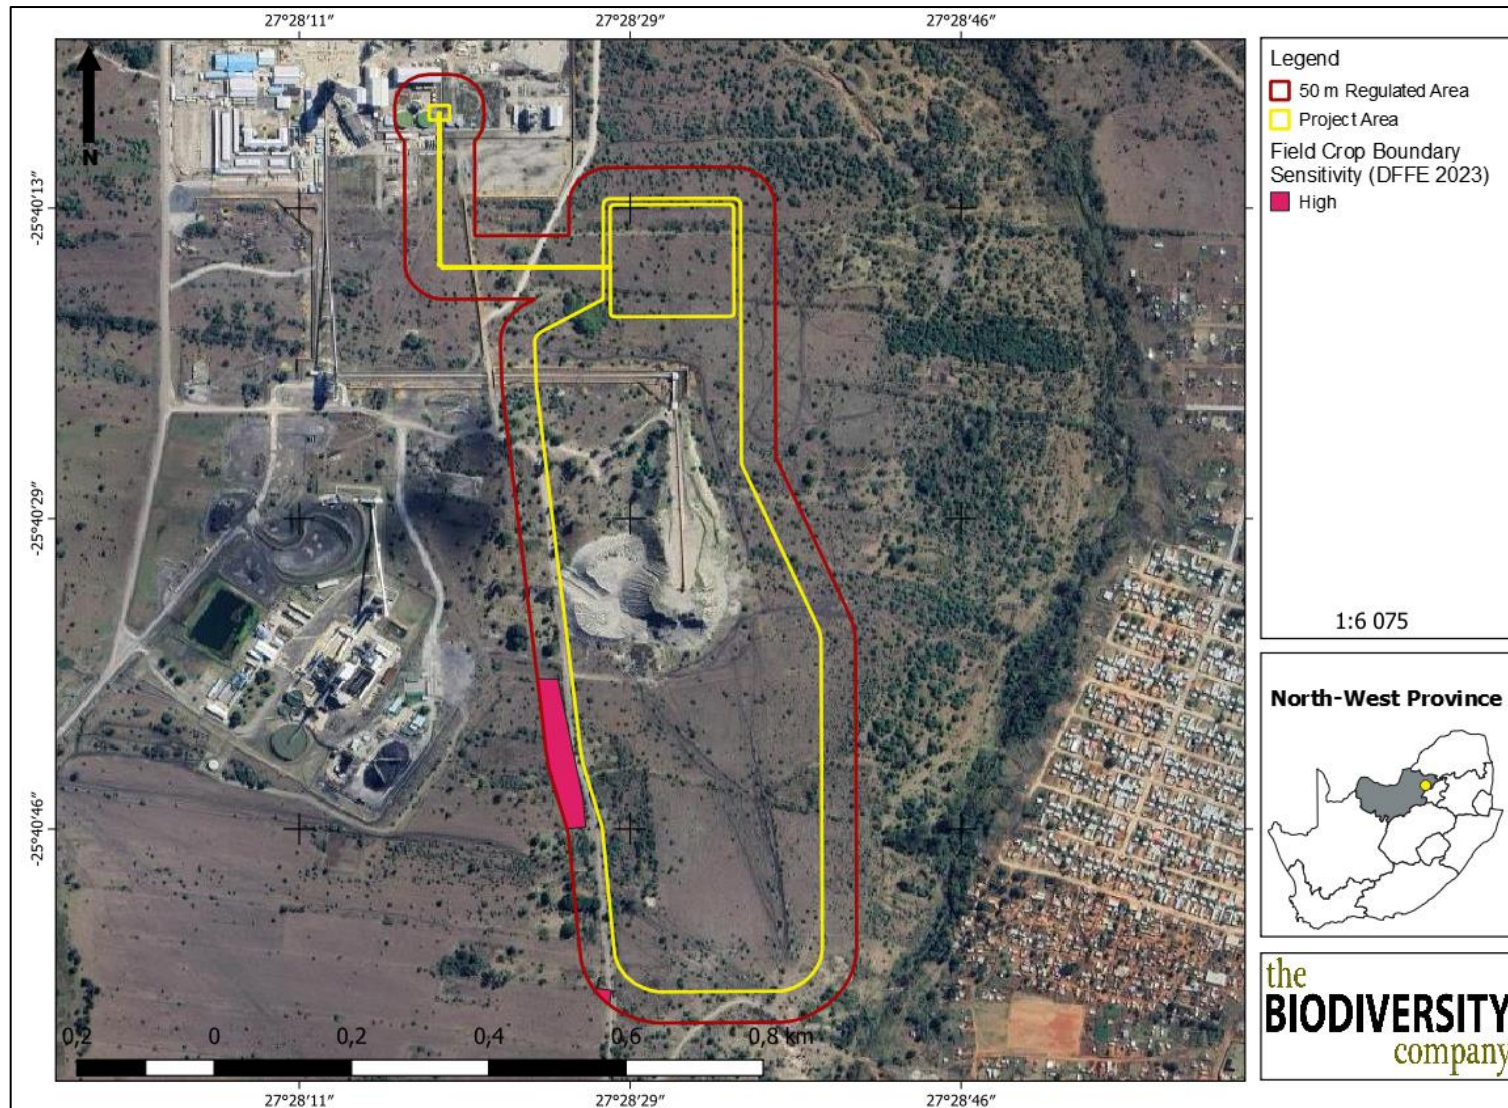 27°28′11″
27°28′29″
27°28′46″
N
-25°40′13″
-25°40′29″
-25°40′46″
0,2
0
0,2
0,4
0,6
0,8 km
27°28′11″
27°28′29″
27°28′46″
Legend
50 m Regulated Area
Project Area
Field Crop Boundary
Sensitivity (DFFE 2023)
High
1:6 075
North-West Province
the
BIODIVERSITY
company